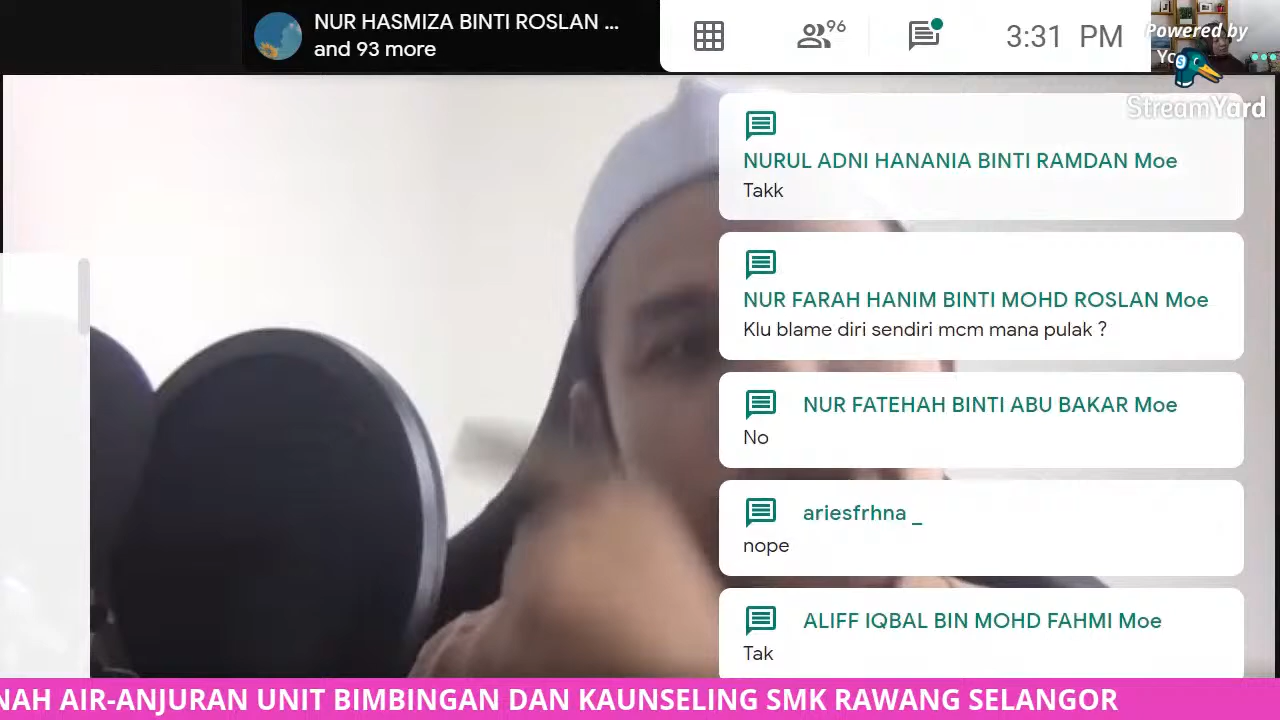 NUR HASMIZA BINTI ROSLAN ...
and 93 more
96
3:31 PM
Powered by
StreamYard
NURUL ADNI HANANIA BINTI RAMDAN Moe
Takk
NUR FARAH HANIM BINTI MOHD ROSLAN Moe
Klu blame diri sendiri mcm mana pulak ?
NUR FATEHAH BINTI ABU BAKAR Moe
No
ariesfrhna _
nope
ALIFF IQBAL BIN MOHD FAHMI Moe
Tak
NAH AIR-ANJURAN UNIT BIMBINGAN DAN KAUNSELING SMK RAWANG SELANGOR